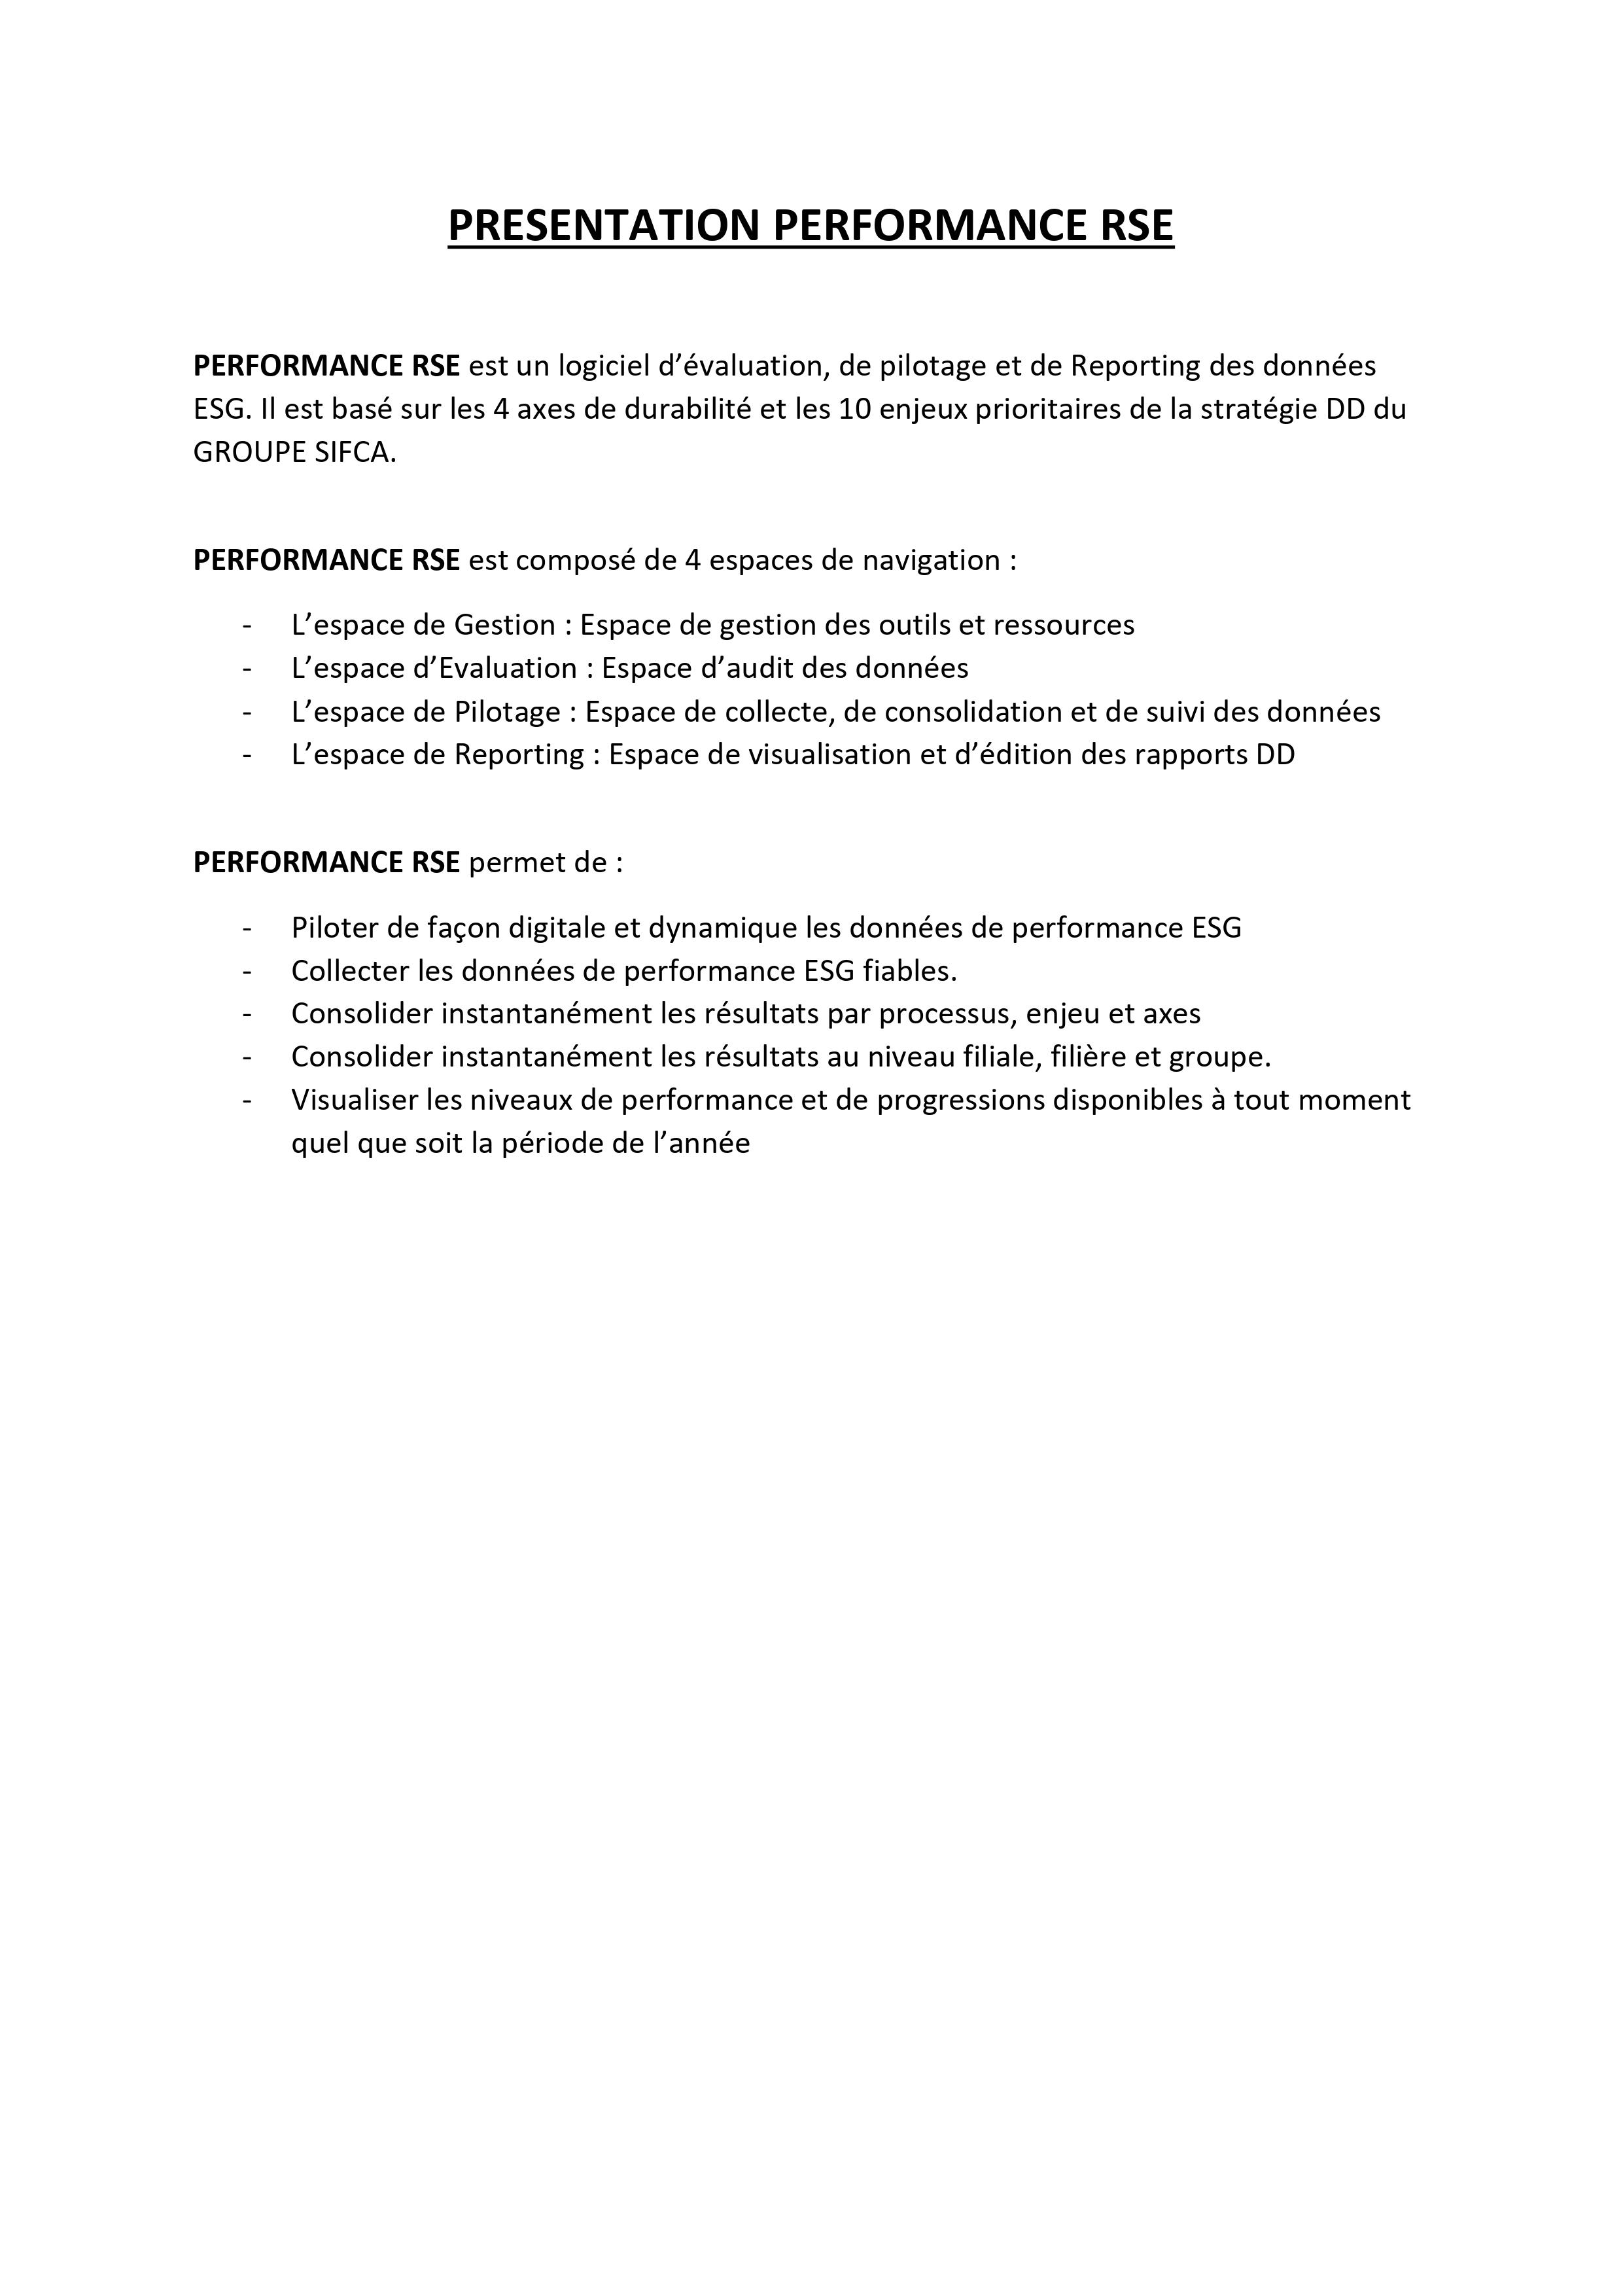 PRESENTATION PERFORMANCE RSE
PERFORMANCE RSE est un logiciel d’évaluation, de pilotage et de Reporting des données
ESG. Il est basé sur les 4 axes de durabilité et les 10 enjeux prioritaires de la stratégie DD du
GROUPE SIFCA.
PERFORMANCE RSE est composé de 4 espaces de navigation :
- L’espace de Gestion : Espace de gestion des outils et ressources
- L’espace d’Evaluation : Espace d’audit des données
- L’espace de Pilotage : Espace de collecte, de consolidation et de suivi des données
- L’espace de Reporting : Espace de visualisation et d’édition des rapports DD
PERFORMANCE RSE permet de :
- Piloter de façon digitale et dynamique les données de performance ESG
- Collecter les données de performance ESG fiables.
- Consolider instantanément les résultats par processus, enjeu et axes
- Consolider instantanément les résultats au niveau filiale, filière et groupe.
- Visualiser les niveaux de performance et de progressions disponibles à tout moment
quel que soit la période de l’année